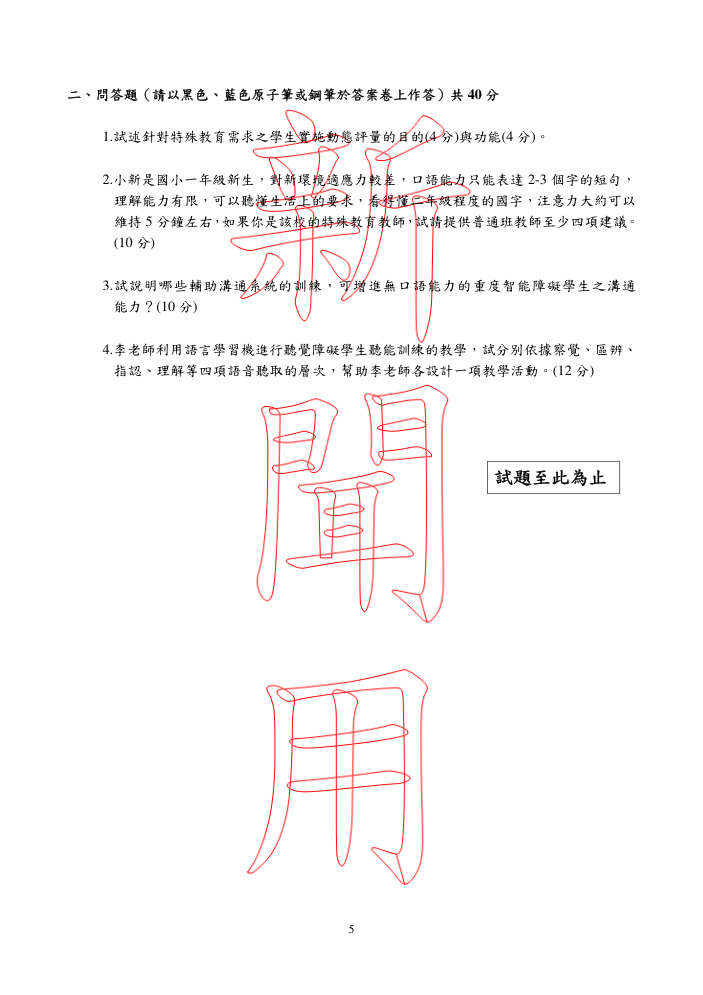 二、問答題（請以黑色、藍色原子筆或鋼筆於答案卷上作答）共 40 分
1.試述針對特殊教育需求之學生實施動態評量的目的(4 分)與功能(4 分)。
2.小新是國小一年級新生，對新環境適應力較差，口語能力只能表達 2-3 個字的短句，
理解能力有限，可以聽懂生活上的要求，看得懂二年級程度的國字，注意力大約可以
維持 5 分鐘左右，如果你是該校的特殊教育教師，試請提供普通班教師至少四項建議。
(10 分)
3.試說明哪些輔助溝通系統的訓練，可增進無口語能力的重度智能障礙學生之溝通
能力？(10 分)
4.李老師利用語言學習機進行聽覺障礙學生聽能訓練的教學，試分別依據察覺、區辨、
指認、理解等四項語音聽取的層次，幫助李老師各設計一項教學活動。(12 分)
試題至此為止
新
聞
用
5